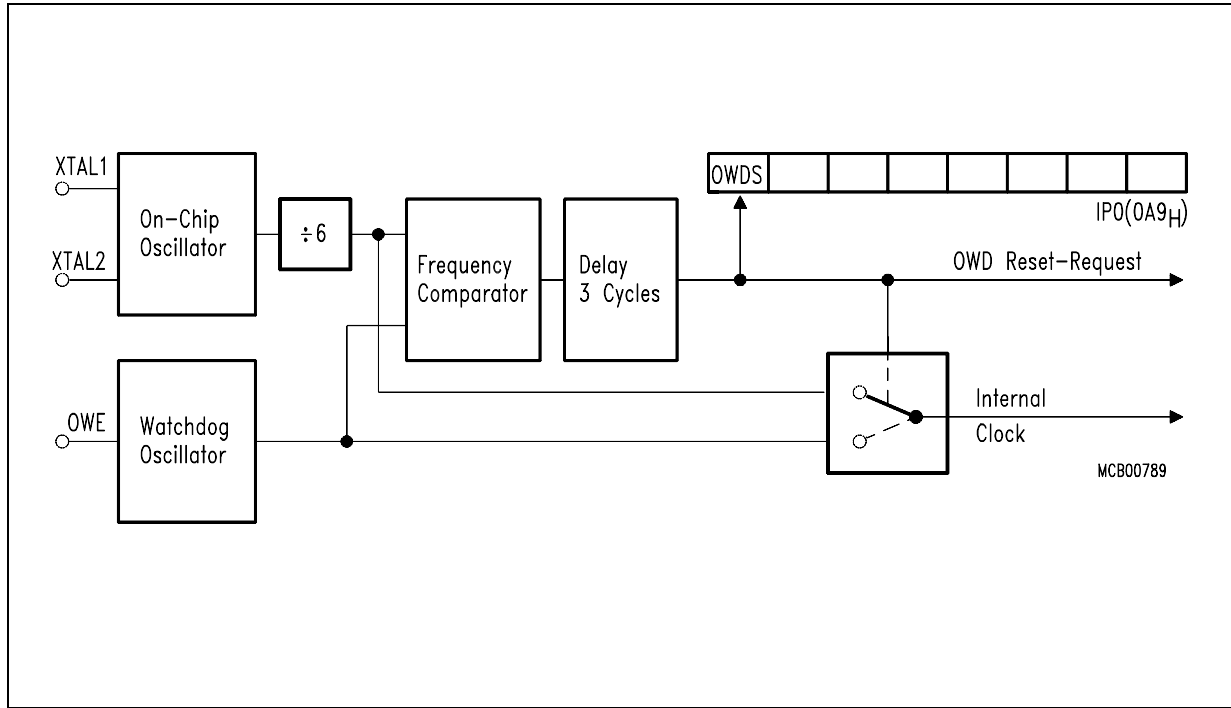 XTAL1
XTAL2
On-Chip
Oscillator
÷6
Frequency
Comparator
Delay
3 Cycles
OWDS
IP0(0A9H)
OWD Reset-Request
OWE
Watchdog
Oscillator
Internal
Clock
MCB00789